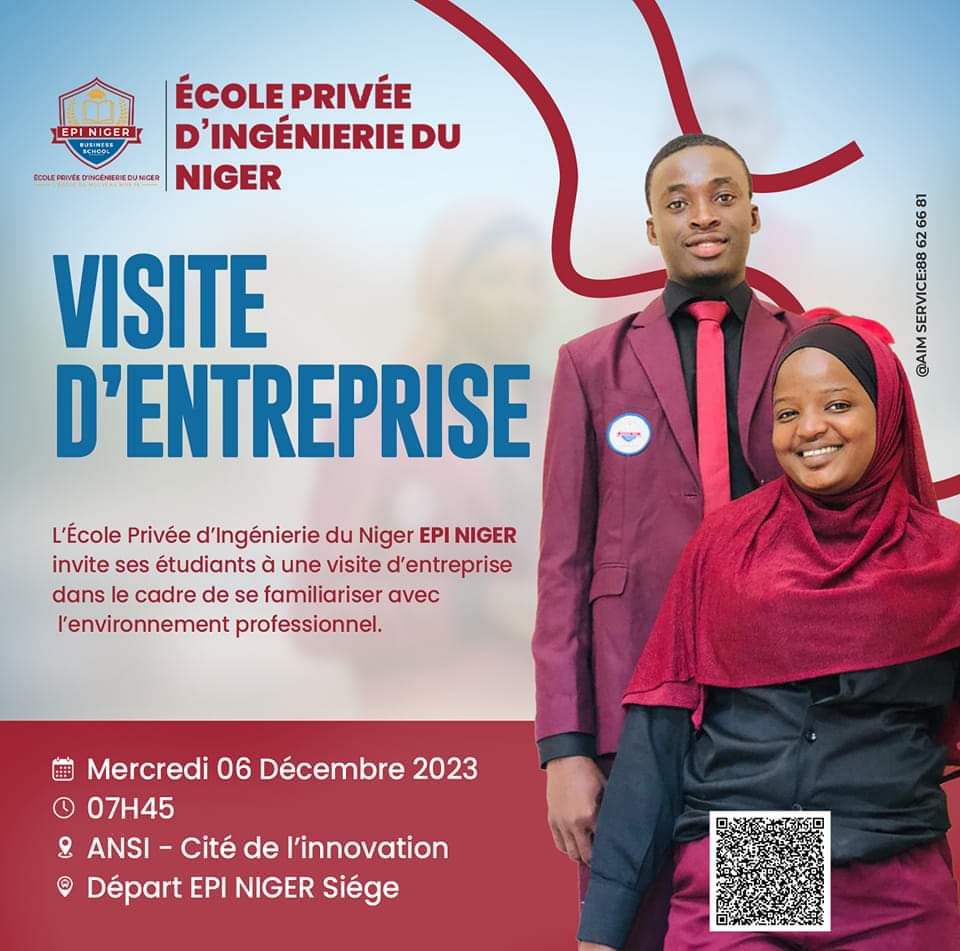 EPI NIGER
BUSINESS
SCHOOL
ÉCOLE PRIVÉE D'INGÉNIERIE DU NIGER
ÉCOLE PRIVÉE
D'INGÉNIERIE DU
NIGER
@AIM SERVICE:88 62 66 81
VISITE
D'ENTREPRISE
L'École Privée d'Ingénierie du Niger EPI NIGER
invite ses étudiants à une visite d'entreprise
dans le cadre de se familiariser avec
l'environnement professionnel.
Mercredi 06 Décembre 2023
07H45
ANSI - Cité de l'innovation
Départ EPI NIGER Siége